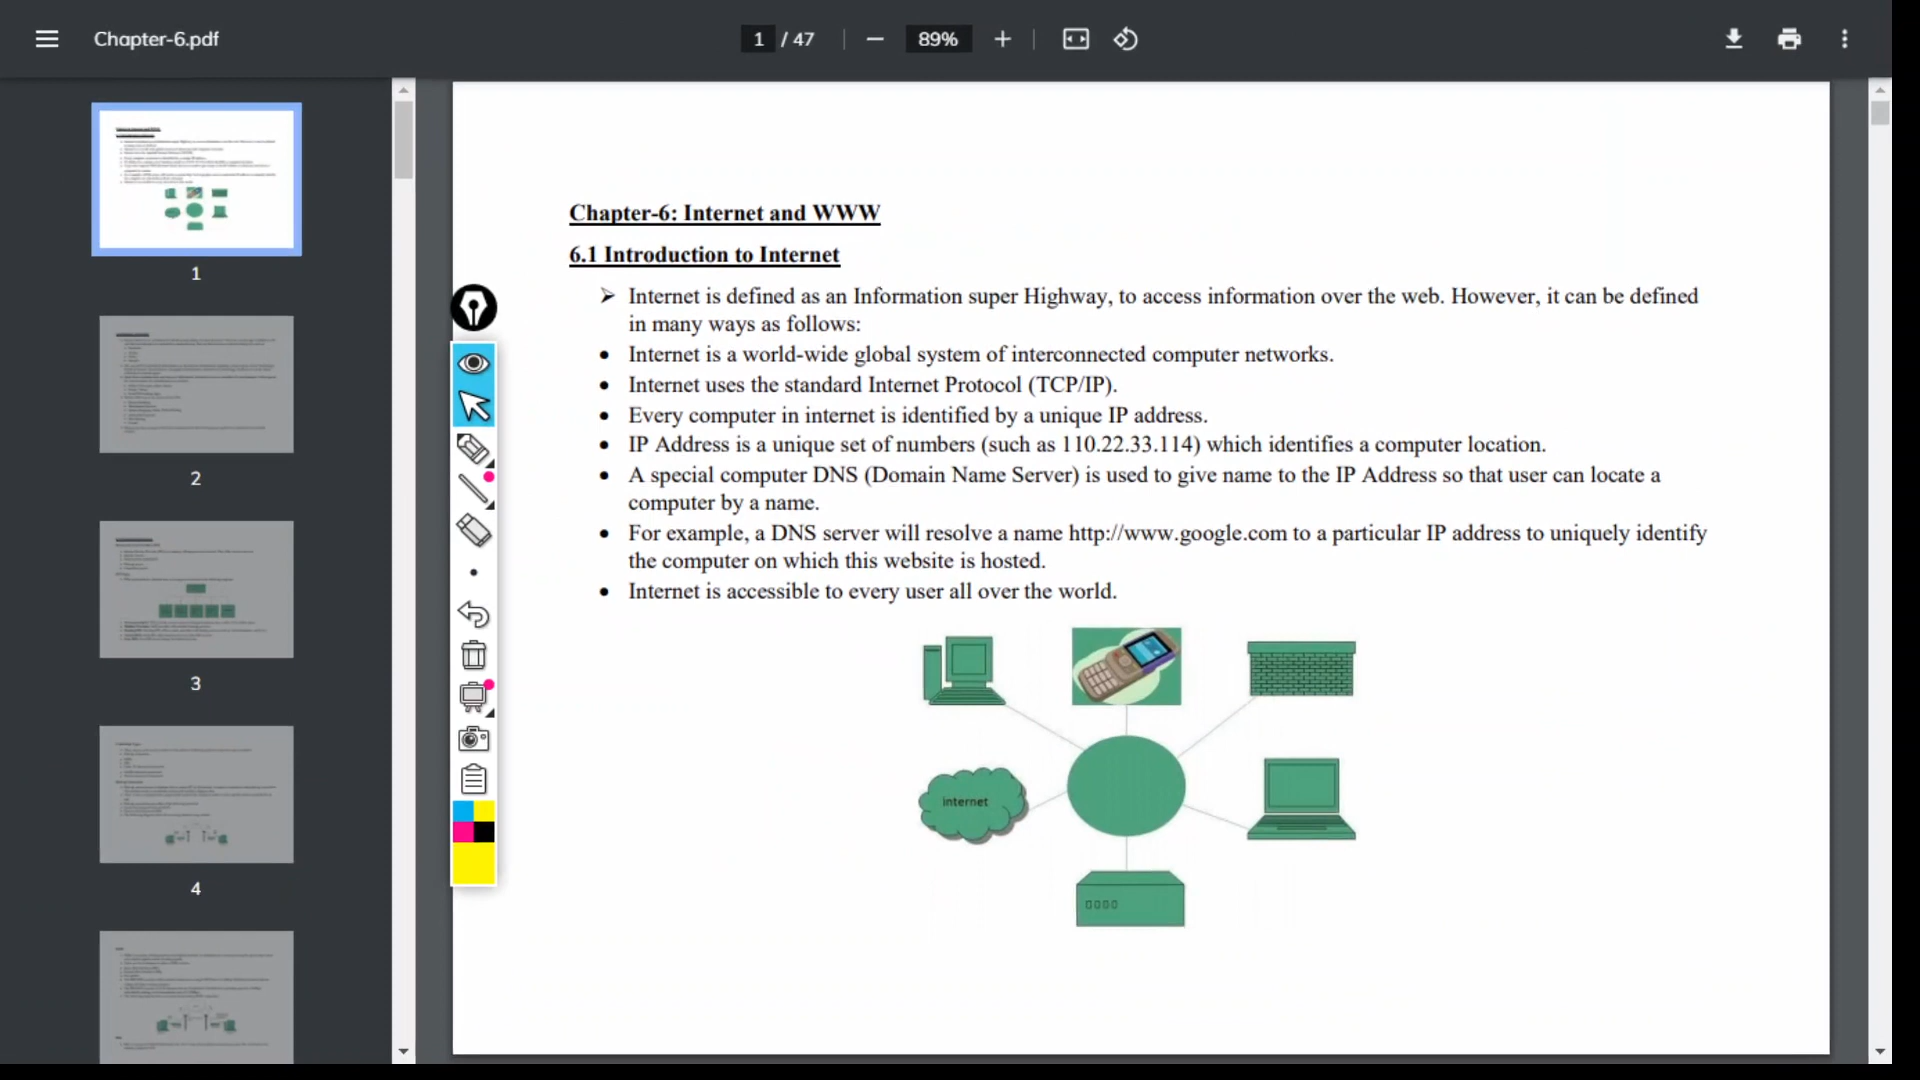 Chapter-6.pdf
1 / 47
89%
1
2
3
4
Chapter-6: Internet and WWW
6.1 Introduction to Internet
➢ Internet is defined as an Information super Highway, to access information over the web. However, it can be defined
in many ways as follows:
• Internet is a world-wide global system of interconnected computer networks.
• Internet uses the standard Internet Protocol (TCP/IP).
• Every computer in internet is identified by a unique IP address.
• IP Address is a unique set of numbers (such as 110.22.33.114) which identifies a computer location.
• A special computer DNS (Domain Name Server) is used to give name to the IP Address so that user can locate a
computer by a name.
• For example, a DNS server will resolve a name http://www.google.com to a particular IP address to uniquely identify
the computer on which this website is hosted.
• Internet is accessible to every user all over the world.
internet